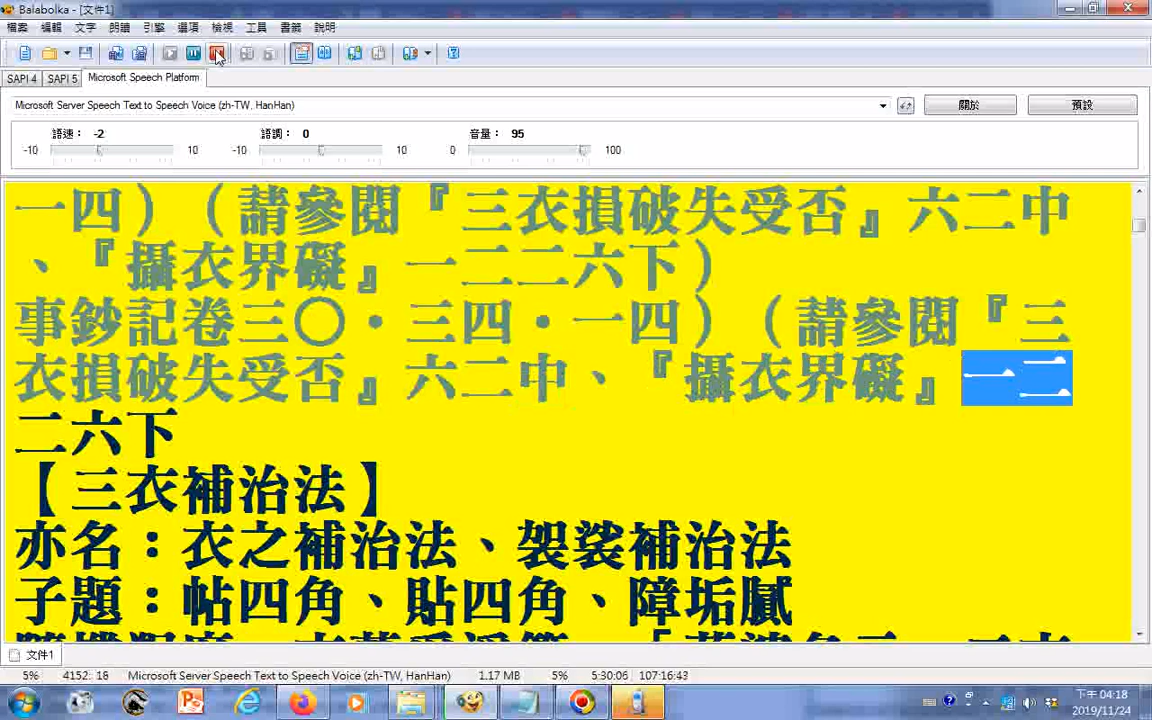 Balabolka - [文件1]
檔案 編輯 文字 朗讀 引擎 選項 檢視 工具 書籤 說明
SAPI 4 SAPI 5 Microsoft Speech Platform
Microsoft Server Speech Text to Speech Voice (zh-TW, HanHan) 關於 預設
語速： -2 語調： 0 音量： 95
-10 10 -10 10 0 100
一四）（請參閱『三衣損破失受否』六二中
、『攝衣界礙』一二二六下）
事鈔記卷三〇‧三四‧一四）（請參閱『三
衣損破失受否』六二中、『攝衣界礙』一二
二六下
【三衣補治法】
亦名：衣之補治法、袈裟補治法
子題：帖四角、貼四角、障垢膩
文件1
5% 4152: 18 Microsoft Server Speech Text to Speech Voice (zh-TW, HanHan) 1.17 MB 5% 5:30:06 107:16:43
下午 04:18
2019/11/24